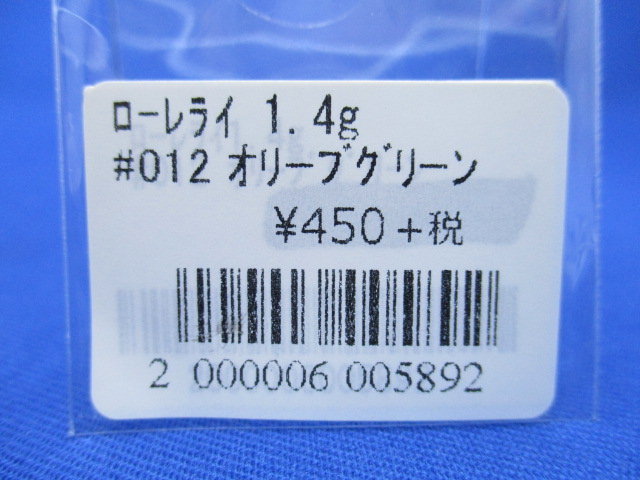 ﾛｰﾚﾗｲ 1.4g
#012 ｵﾘｰﾌﾞｸﾞﾘｰﾝ
¥450+税
2 000006 005892